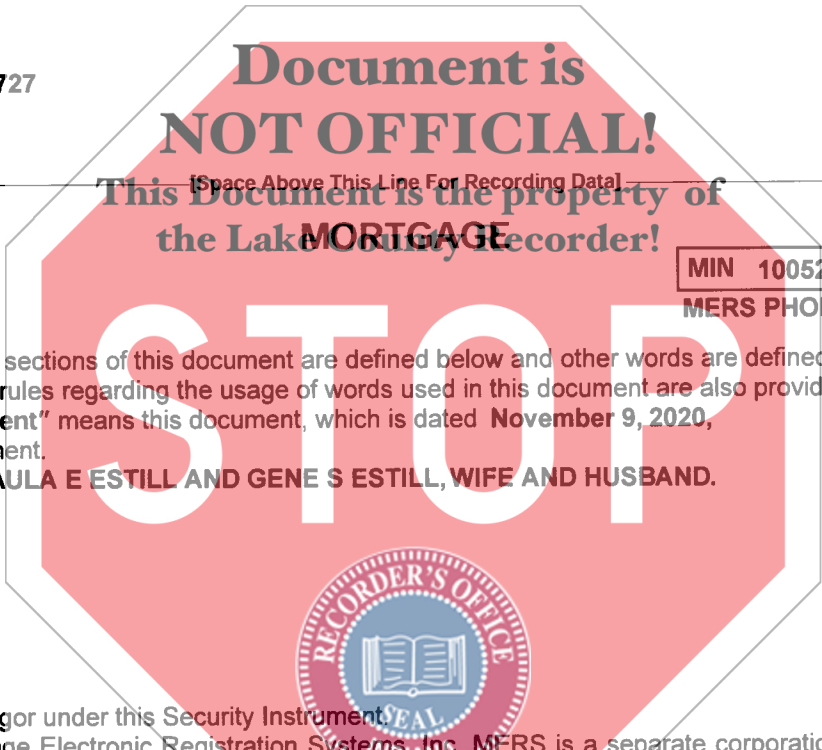 Document is
727
NOT OFFICIAL!
[Space Above This Line For Recording Data]
This Document is the property of
MORTGAGE
the Lake County Recorder!
MIN 10052
MERS PHO
sections of this document are defined below and other words are defined
rules regarding the usage of words used in this document are also provid
ent" means this document, which is dated November 9, 2020,
ent.
AULA E ESTILL AND GENE S ESTILL, WIFE AND HUSBAND.
STOP
RECORDER'S OFFICE
SEAL
gor under this Security Instrument.
ge Electronic Registration Systems, Inc. MERS is a separate corporatio